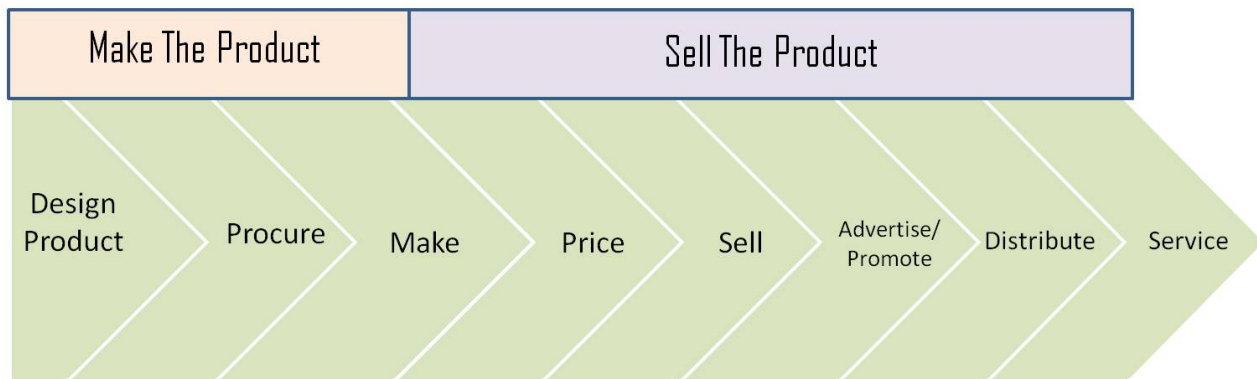 Make The Product
Sell The Product
Design
Product
Procure
Make
Price
Sell
Advertise/
Promote
Distribute
Service